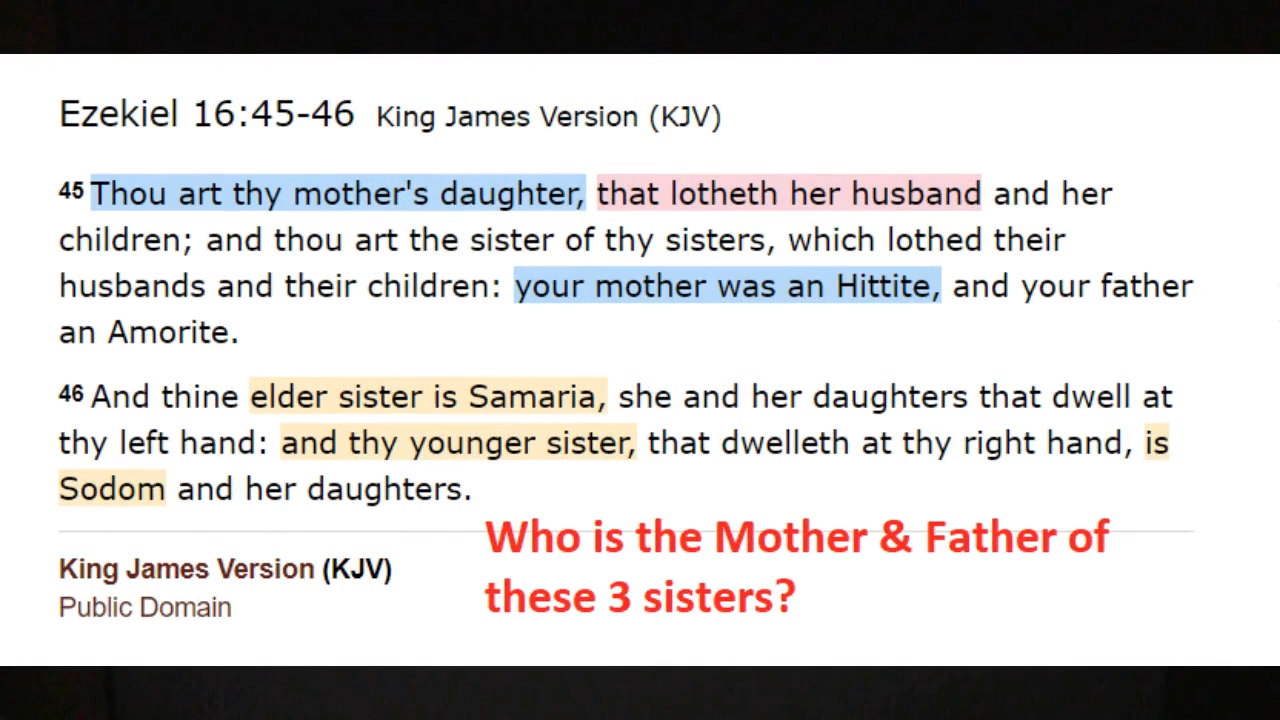 Ezekiel 16:45-46 King James Version (KJV)
45 Thou art thy mother's daughter, that lotheth her husband and her
children; and thou art the sister of thy sisters, which lothed their
husbands and their children: your mother was an Hittite, and your father
an Amorite.
46 And thine elder sister is Samaria, she and her daughters that dwell at
thy left hand: and thy younger sister, that dwelleth at thy right hand, is
Sodom and her daughters.
Who is the Mother & Father of
these 3 sisters?
King James Version (KJV)
Public Domain